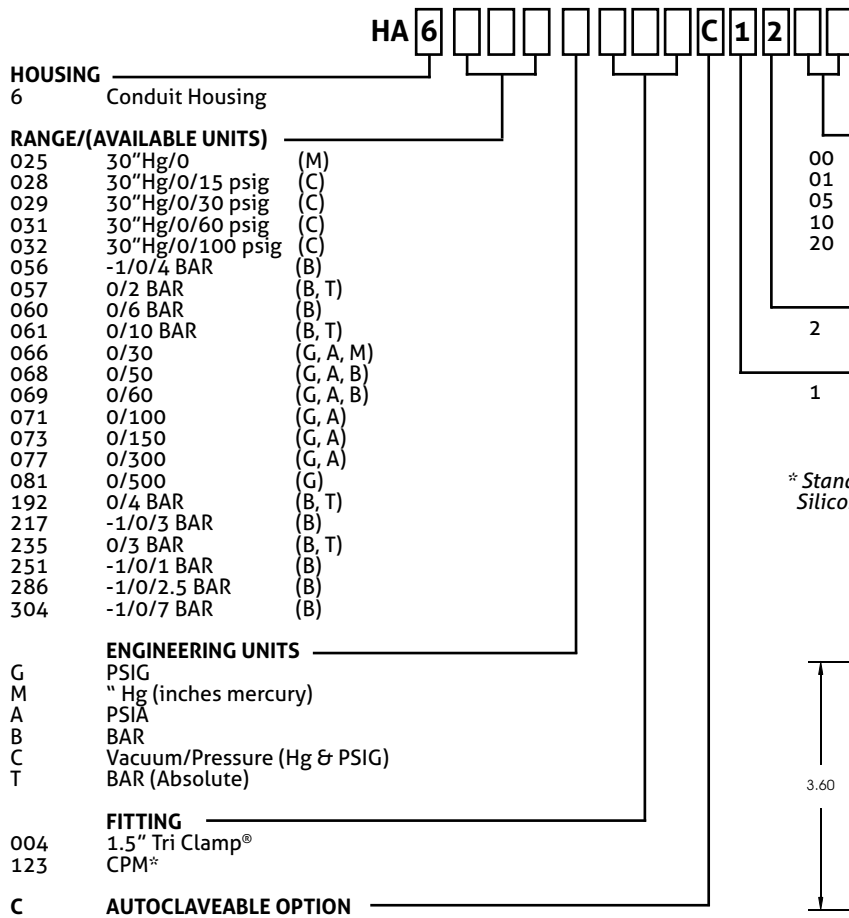 HA 6 C 1 2
HOUSING
6 Conduit Housing
RANGE/(AVAILABLE UNITS)
025 30"Hg/0 (M)
028 30"Hg/0/15 psig (C)
029 30"Hg/0/30 psig (C)
031 30"Hg/0/60 psig (C)
032 30"Hg/0/100 psig (C)
056 -1/0/4 BAR (B)
057 0/2 BAR (B, T)
060 0/6 BAR (B)
061 0/10 BAR (B, T)
066 0/30 (G, A, M)
068 0/50 (G, A, B)
069 0/60 (G, A, B)
071 0/100 (G, A)
073 0/150 (G, A)
077 0/300 (G, A)
081 0/500 (G)
192 0/4 BAR (B, T)
217 -1/0/3 BAR (B)
235 0/3 BAR (B, T)
251 -1/0/1 BAR (B)
286 -1/0/2.5 BAR (B)
304 -1/0/7 BAR (B)
ENGINEERING UNITS
G PSIG
M " Hg (inches mercury)
A PSIA
B BAR
C Vacuum/Pressure (Hg & PSIG)
T BAR (Absolute)
FITTING
004 1.5" Tri Clamp®
123 CPM*
C AUTOCLAVEABLE OPTION
00
01
05
10
20
2
1
* Stand
Silico
3.60